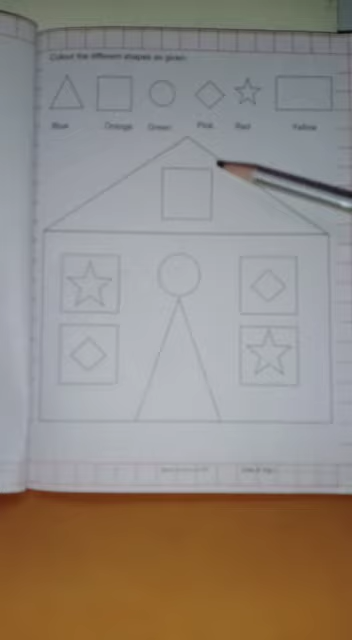 Colour the different shapes as given:
Blue Orange Green Pink Red Yellow